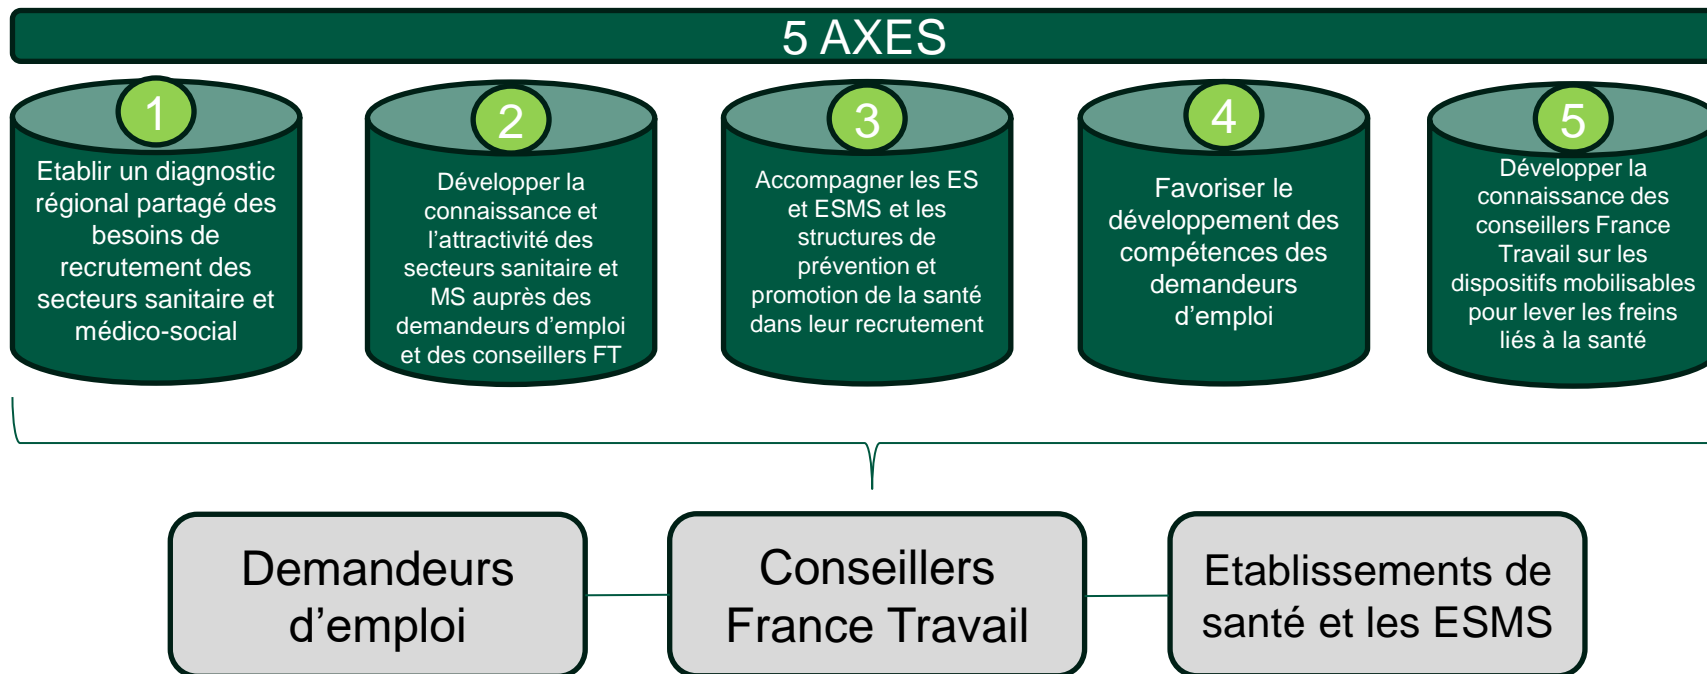 5 AXES
1
Etablir un diagnostic
régional partagé des
besoins de
recrutement des
secteurs sanitaire et
médico-social
2
Développer la
connaissance et
l'attractivité des
secteurs sanitaire et
MS auprès des
demandeurs d'emploi
et des conseillers FT
3
Accompagner les ES
et ESMS et les
structures de
prévention et
promotion de la santé
dans leur recrutement
4
Favoriser le
développement des
compétences des
demandeurs
d'emploi
5
Développer la
connaissance des
conseillers France
Travail sur les
dispositifs mobilisables
pour lever les freins
liés à la santé
Demandeurs
d'emploi
Conseillers
France Travail
Etablissements de
santé et les ESMS